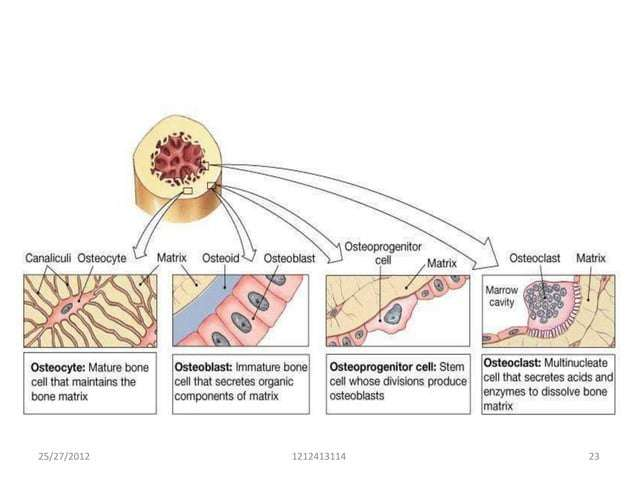 Canaliculi Osteocyte Matrix Osteoid Osteoblast Osteoprogenitor cell Matrix Osteoclast Matrix
Marrow
cavity
Osteocyte: Mature bone
cell that maintains the
bone matrix
Osteoblast: Immature bone
cell that secretes organic
components of matrix
Osteoprogenitor cell: Stem
cell whose divisions produce
osteoblasts
Osteoclast: Multinucleate
cell that secretes acids and
enzymes to dissolve bone
matrix
25/27/2012 1212413114 23